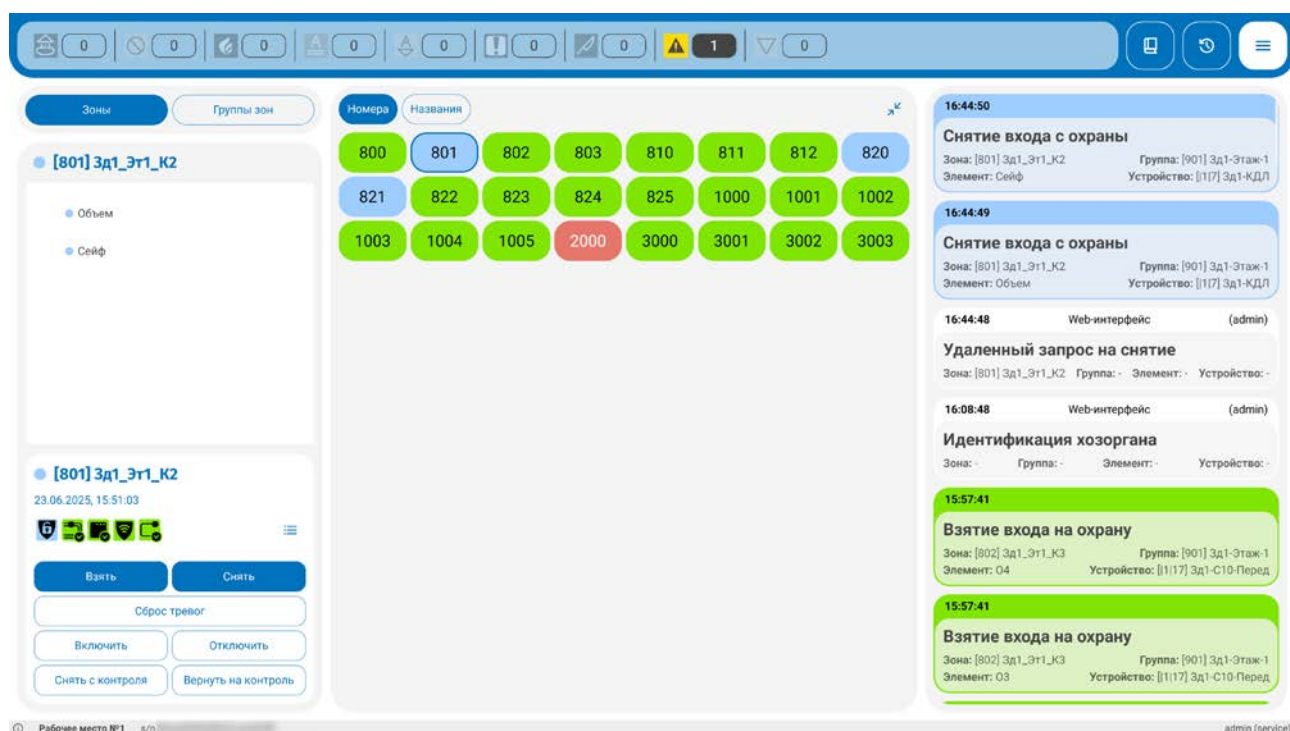 0 0 0 0 0 0 0 1 0
Зоны Группы зон
[801] Зд1_Эт1_К2
Объем
Сейф
[801] Зд1_Эт1_К2
23.06.2025, 15:51:03
Взять Снять
Сброс тревог
Включить Отключить
Снять с контроля Вернуть на контроль
Номера Названия
800 801 802 803 810 811 812 820
821 822 823 824 825 1000 1001 1002
1003 1004 1005 2000 3000 3001 3002 3003
16:44:50
Снятие входа с охраны
Зона: [801] Зд1_Эт1_К2 Группа: [901] Зд1-Этаж-1
Элемент: Сейф Устройство: [|1|7] Зд1-КДЛ
16:44:49
Снятие входа с охраны
Зона: [801] Зд1_Эт1_К2 Группа: [901] Зд1-Этаж-1
Элемент: Объем Устройство: [|1|7] Зд1-КДЛ
16:44:48 Web-интерфейс (admin)
Удаленный запрос на снятие
Зона: [801] Зд1_Эт1_К2 Группа: - Элемент: - Устройство: -
16:08:48 Web-интерфейс (admin)
Идентификация хозоргана
Зона: - Группа: - Элемент: - Устройство: -
15:57:41
Взятие входа на охрану
Зона: [802] Зд1_Эт1_К3 Группа: [901] Зд1-Этаж-1
Элемент: О4 Устройство: [|1|17] Зд1-С10-Перед
15:57:41
Взятие входа на охрану
Зона: [802] Зд1_Эт1_К3 Группа: [901] Зд1-Этаж-1
Элемент: О3 Устройство: [|1|17] Зд1-С10-Перед
Рабочее место №1 s/n admin (service)